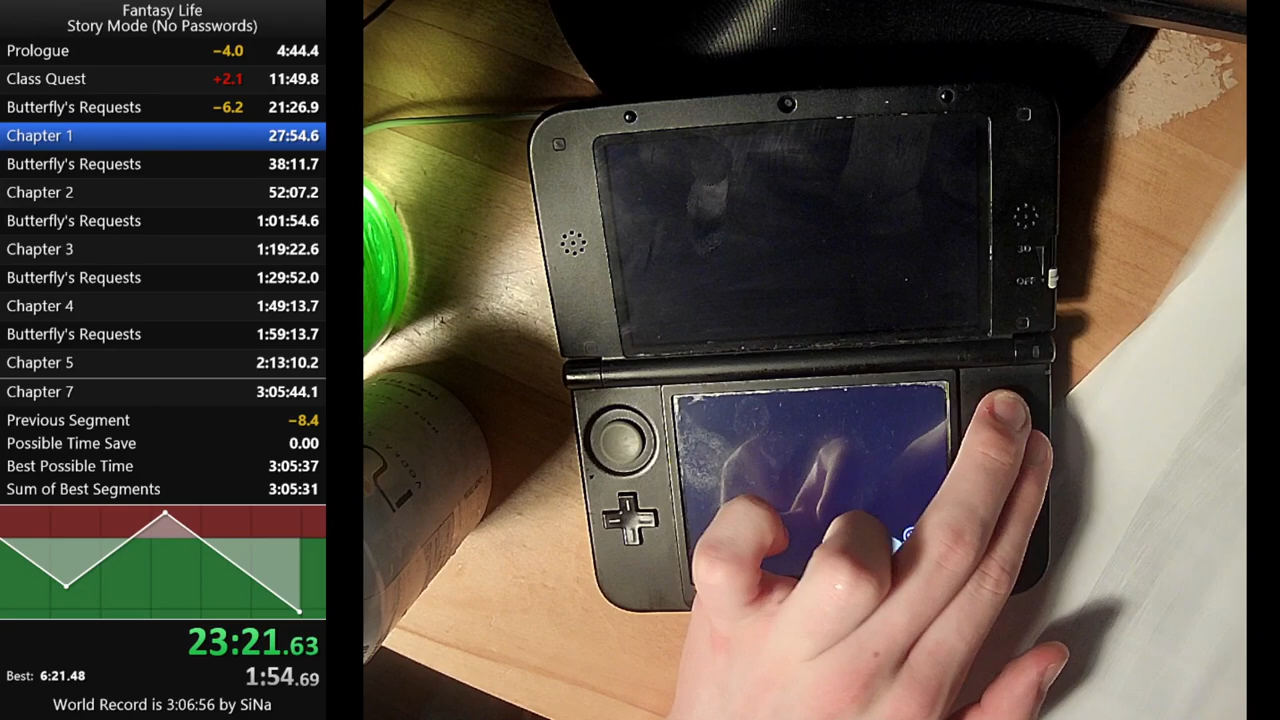 Fantasy Life
Story Mode (No Passwords)
Prologue −4.0 4:44.4
Class Quest +2.1 11:49.8
Butterfly's Requests −6.2 21:26.9
Chapter 1 27:54.6
Butterfly's Requests 38:11.7
Chapter 2 52:07.2
Butterfly's Requests 1:01:54.6
Chapter 3 1:19:22.6
Butterfly's Requests 1:29:52.0
Chapter 4 1:49:13.7
Butterfly's Requests 1:59:13.7
Chapter 5 2:13:10.2
Chapter 7 3:05:44.1
Previous Segment −8.4
Possible Time Save 0.00
Best Possible Time 3:05:37
Sum of Best Segments 3:05:31
23:21.63
Best: 6:21.48 1:54.69
World Record is 3:06:56 by SiNa
3D
OFF